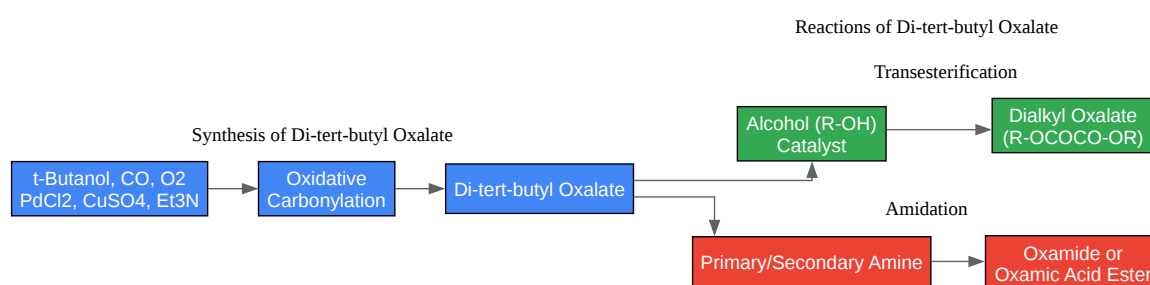 Reactions of Di-tert-butyl Oxalate
Transesterification
Synthesis of Di-tert-butyl Oxalate
Alcohol (R-OH)
Catalyst
Dialkyl Oxalate
(R-OCOCO-OR)
t-Butanol, CO, O2
PdCl2, CuSO4, Et3N
Oxidative
Carbonylation
Di-tert-butyl Oxalate
Amidation
Primary/Secondary Amine
Oxamide or
Oxamic Acid Ester